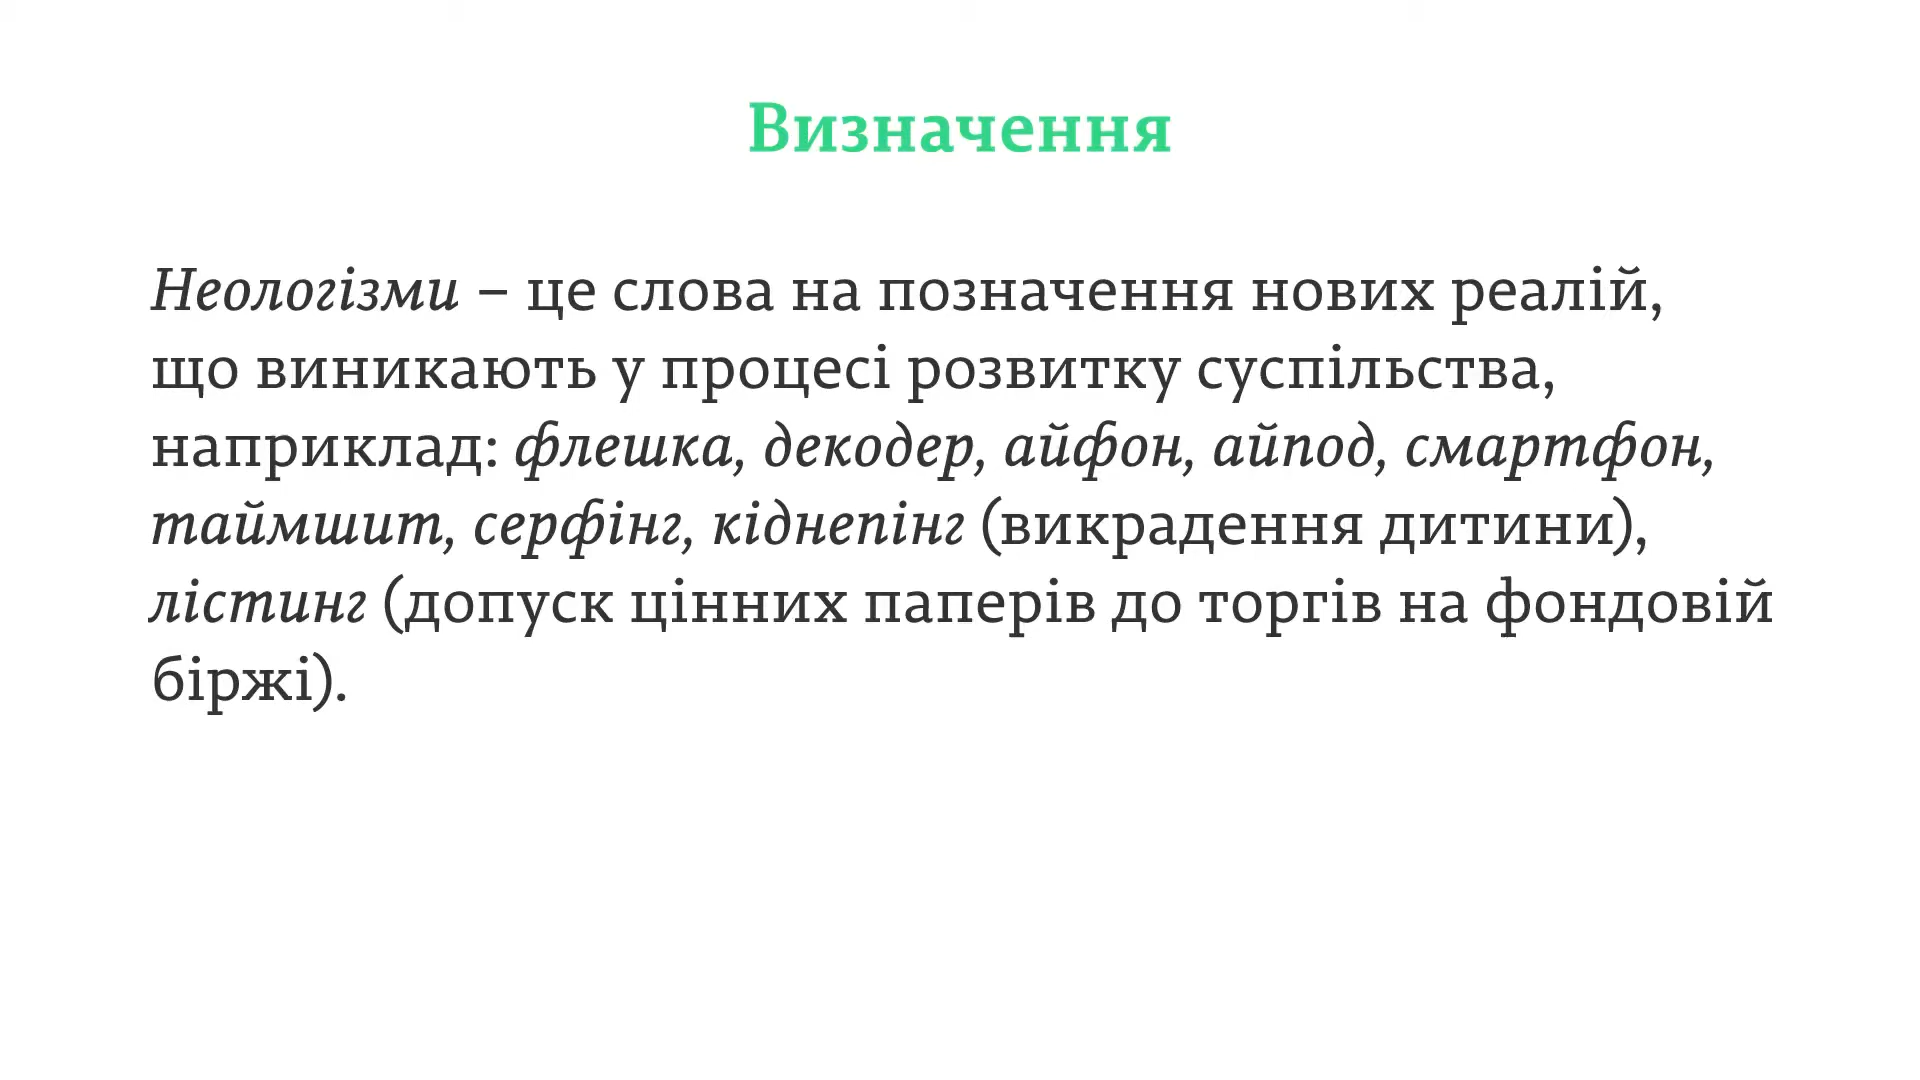 Визначення
Неологізми – це слова на позначення нових реалій,
що виникають у процесі розвитку суспільства,
наприклад: флешка, декодер, айфон, айпод, смартфон,
таймшит, серфінг, кіднепінг (викрадення дитини),
лістинг (допуск цінних паперів до торгів на фондовій
біржі).